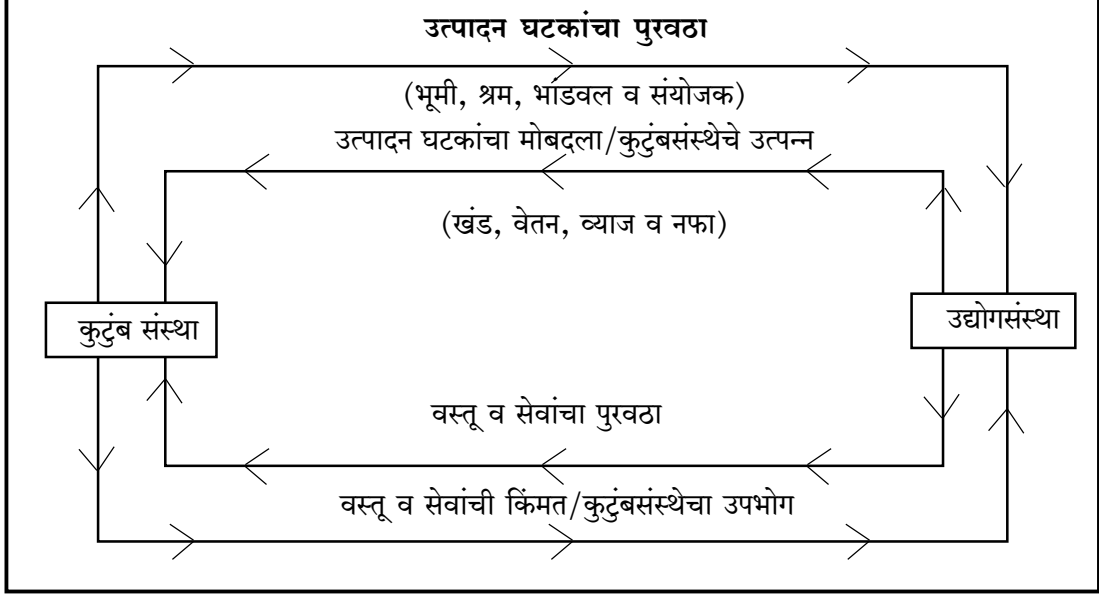 उत्पादन घटकांचा पुरवठा
(भूमी, श्रम, भांडवल व संयोजक)
उत्पादन घटकांचा मोबदला/कुटुंबसंस्थेचे उत्पन्न
(खंड, वेतन, व्याज व नफा)
कुटुंब संस्था
उद्योगसंस्था
वस्तू व सेवांचा पुरवठा
वस्तू व सेवांची किंमत/कुटुंबसंस्थेचा उपभोग